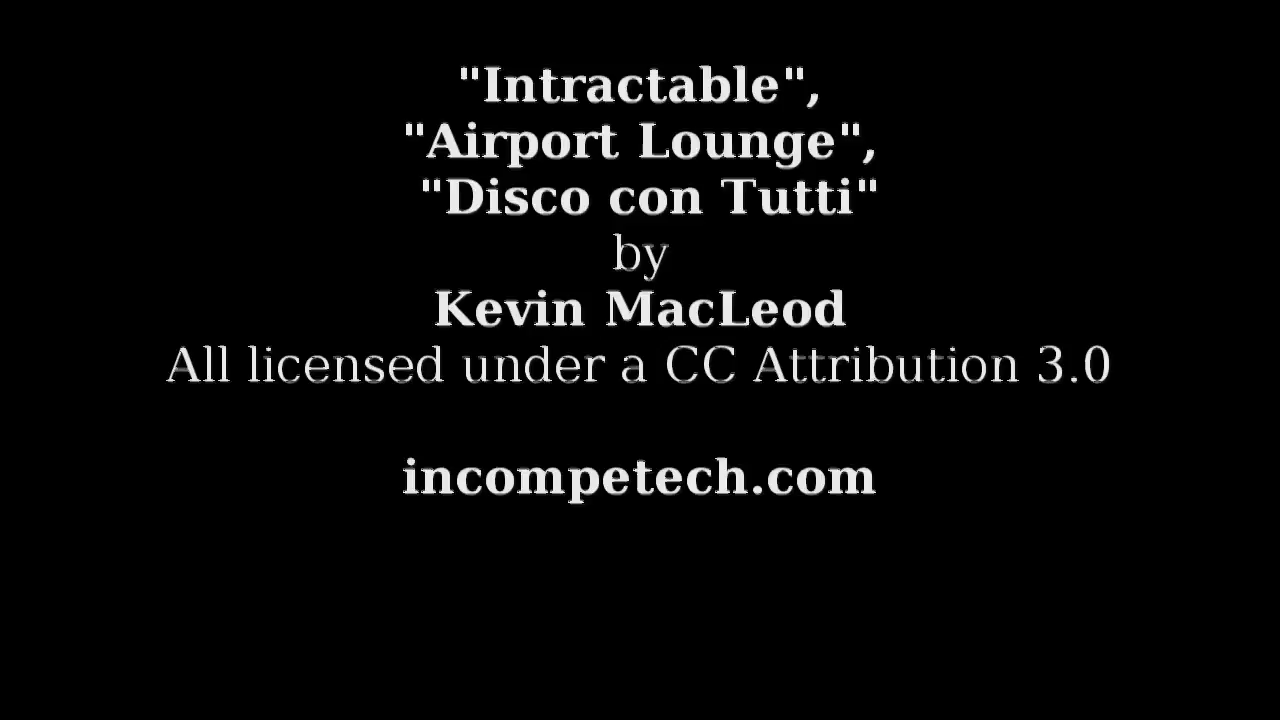 "Intractable",
"Airport Lounge",
"Disco con Tutti"
by
Kevin MacLeod
All licensed under a CC Attribution 3.0
incompetech.com